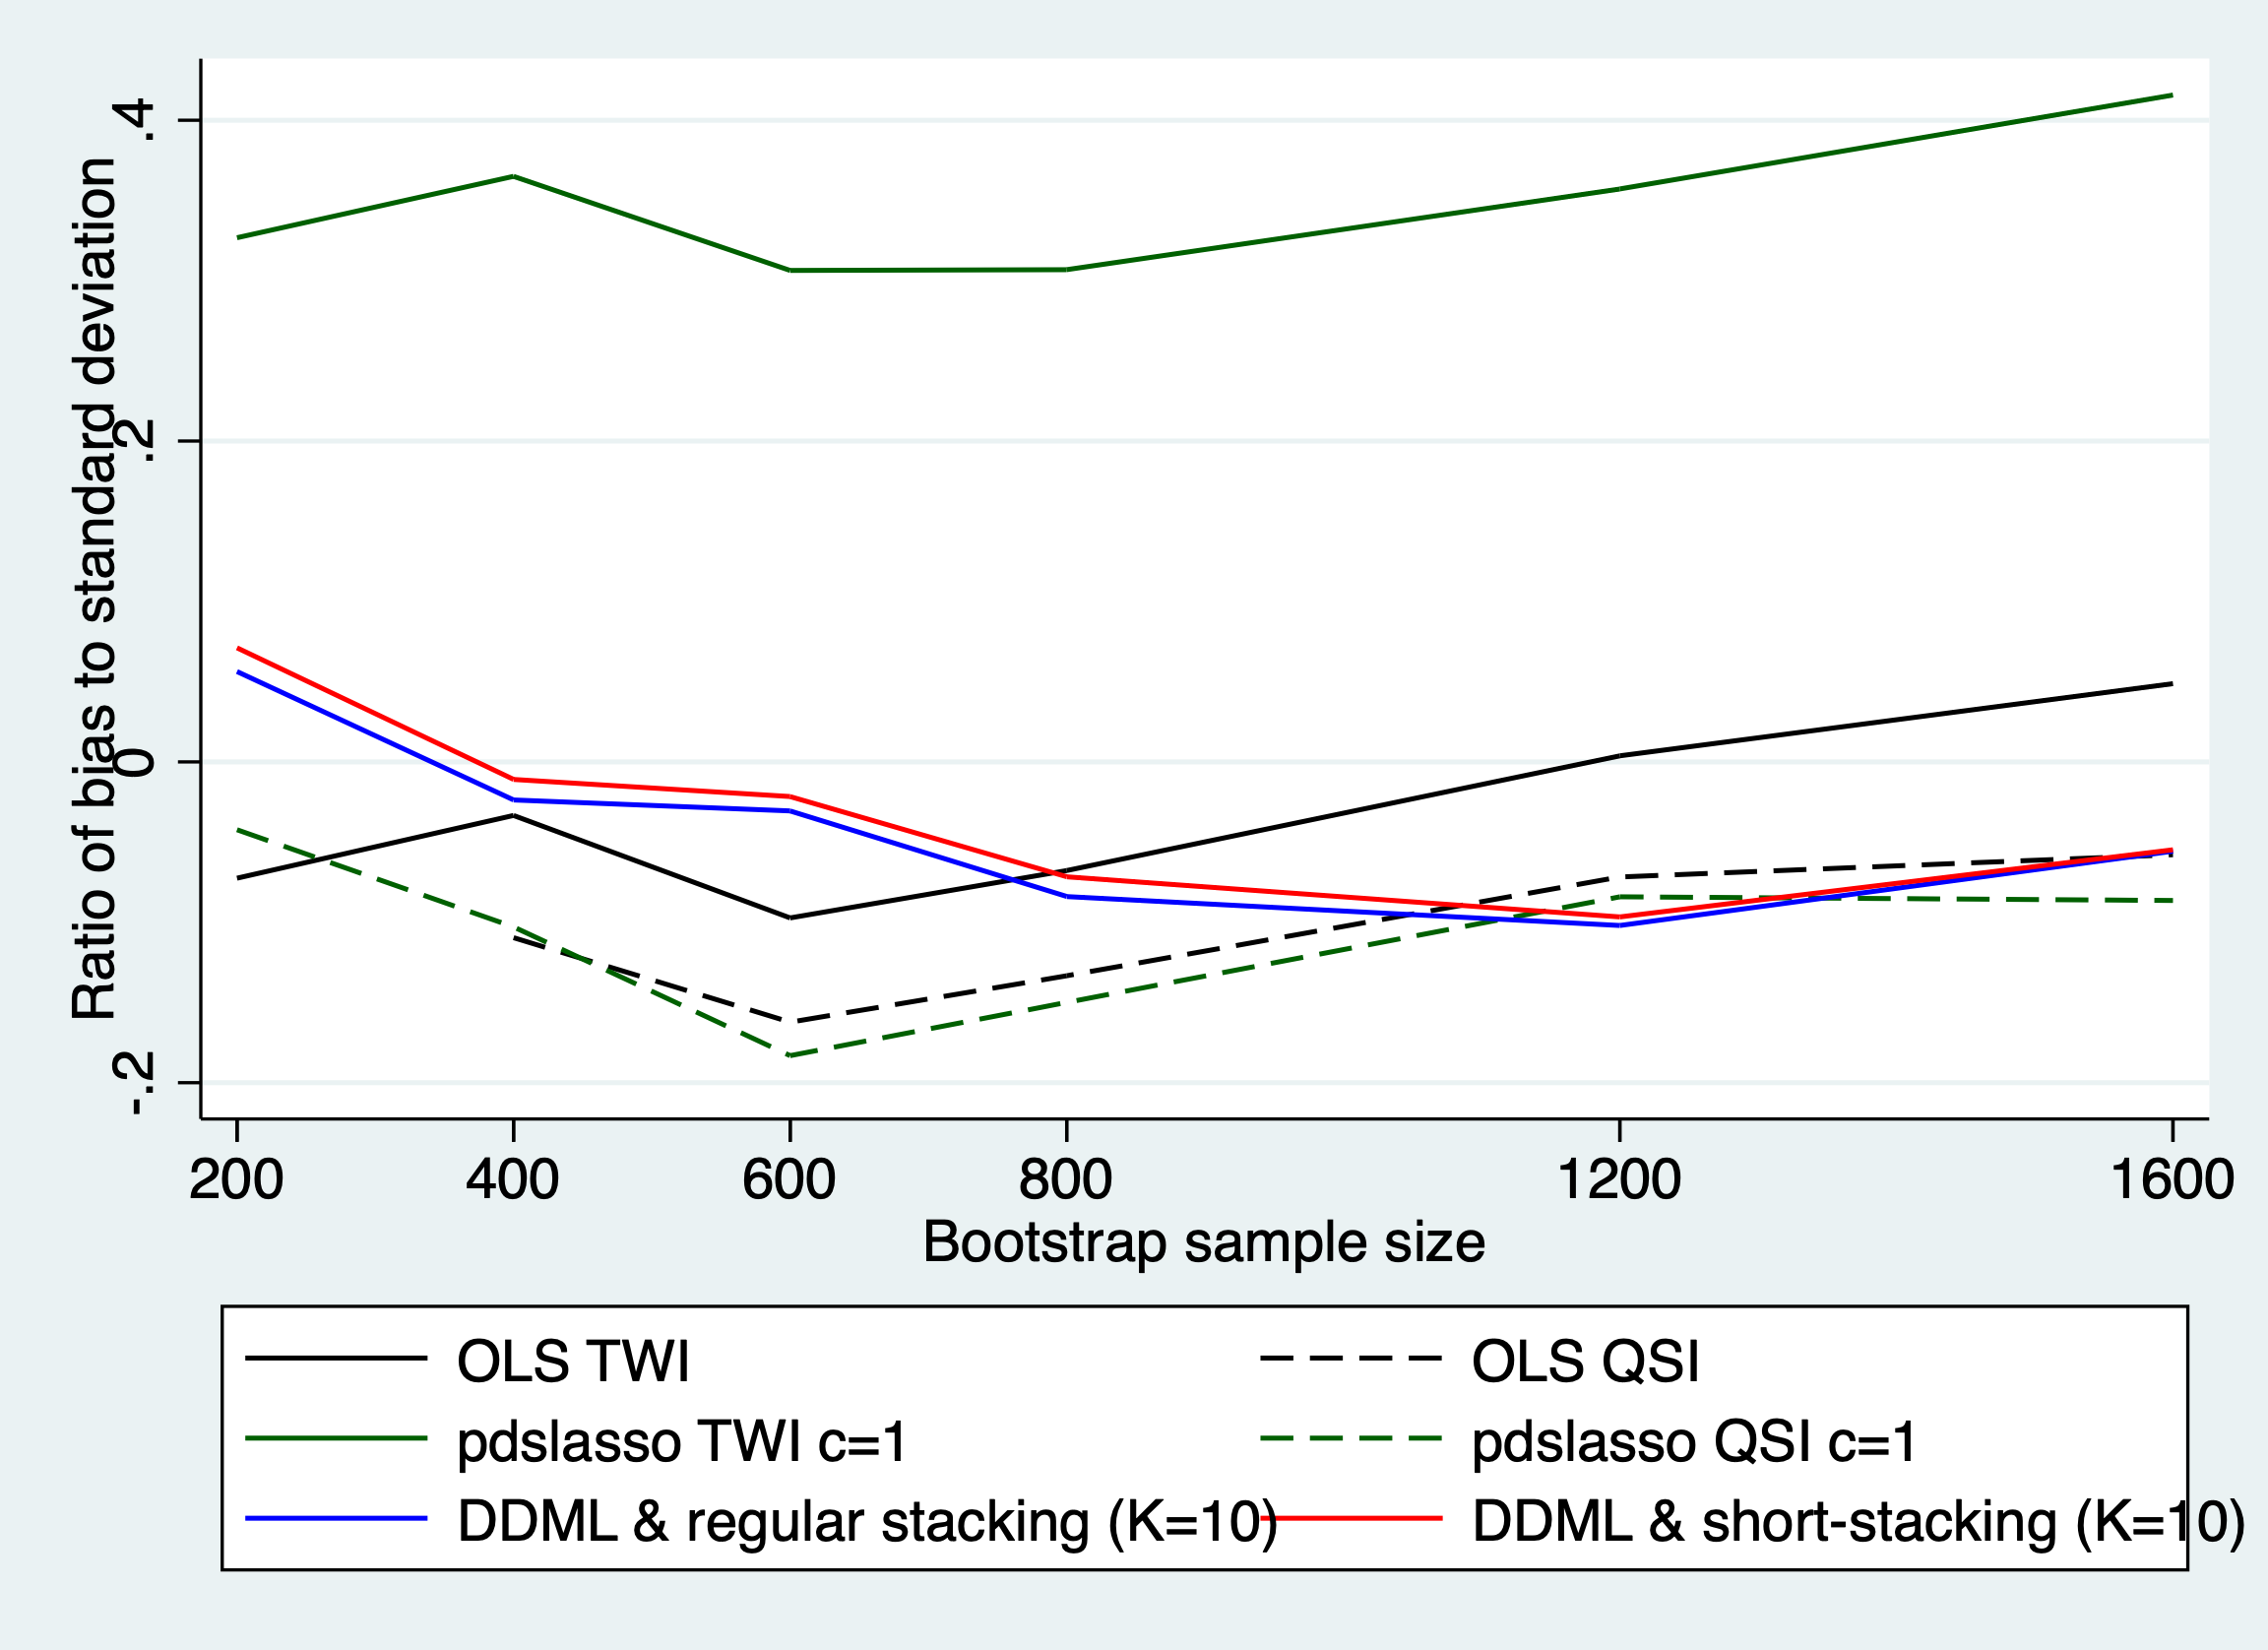 Ratio of bias to standard deviation
.4
.2
0
-.2
200 400 600 800 1200 1600
Bootstrap sample size
OLS TWI OLS QSI
pdslasso TWI c=1 pdslasso QSI c=1
DDML & regular stacking (K=10) DDML & short-stacking (K=10)